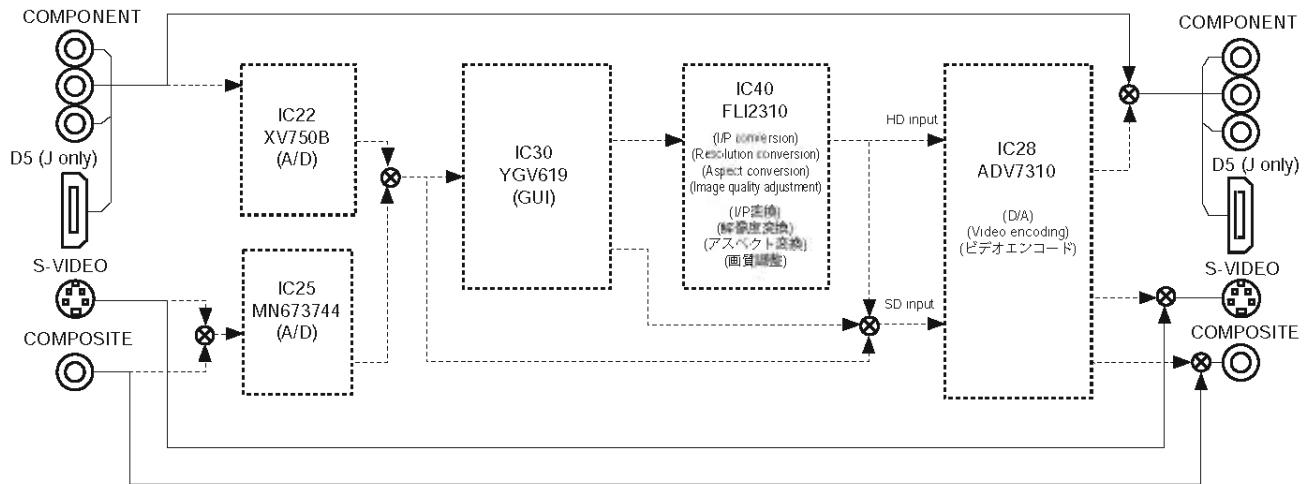 COMPONENT
D5 (J only)
S-VIDEO
COMPOSITE
IC22
XV750B
(A/D)
IC25
MN673744
(A/D)
IC30
YGV619
(GUI)
IC40
FLI2310
(I/P conversion)
(Resolution conversion)
(Aspect conversion)
(Image quality adjustment)
(I/P変換)
(解像度変換)
(アスペクト変換)
(画質調整)
HD input
SD input
IC28
ADV7310
(D/A)
(Video encoding)
(ビデオエンコード)
COMPONENT
D5 (J only)
S-VIDEO
COMPOSITE